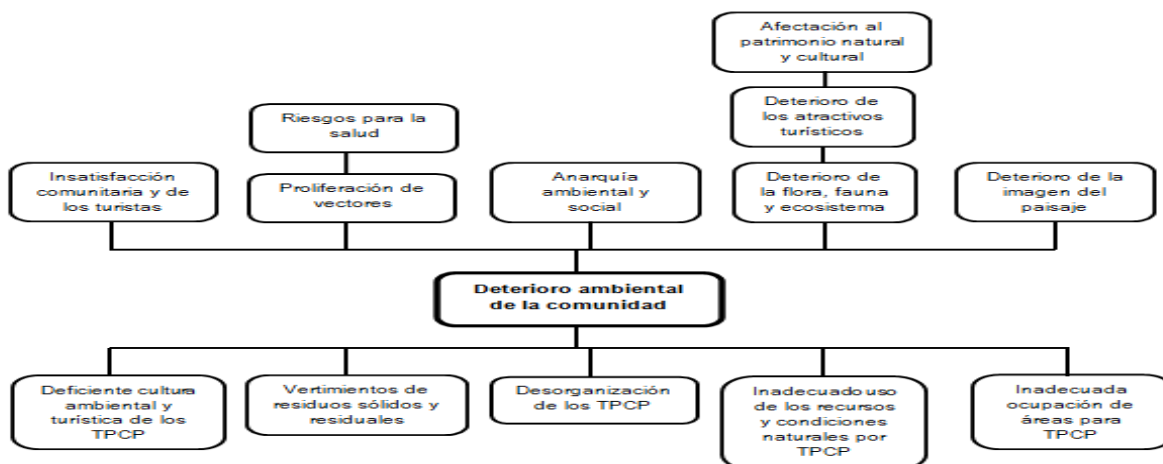 Afectación al
patrimonio natural
y cultural
Deterioro de
los atractivos
turísticos
Riesgos para la
salud
Insatisfacción
comunitaria y de
los turistas
Proliferación de
vectores
Anarquía
ambiental y
social
Deterioro de
la flora, fauna
y ecosistema
Deterioro de la
imagen del
paisaje
Deterioro ambiental
de la comunidad
Deficiente cultura
ambiental y
turística de los
TPCP
Vertimientos de
residuos sólidos y
residuales
Desorganización
de los TPCP
Inadecuado uso
de los recursos
y condiciones
naturales por
TPCP
Inadecuada
ocupación de
áreas para
TPCP